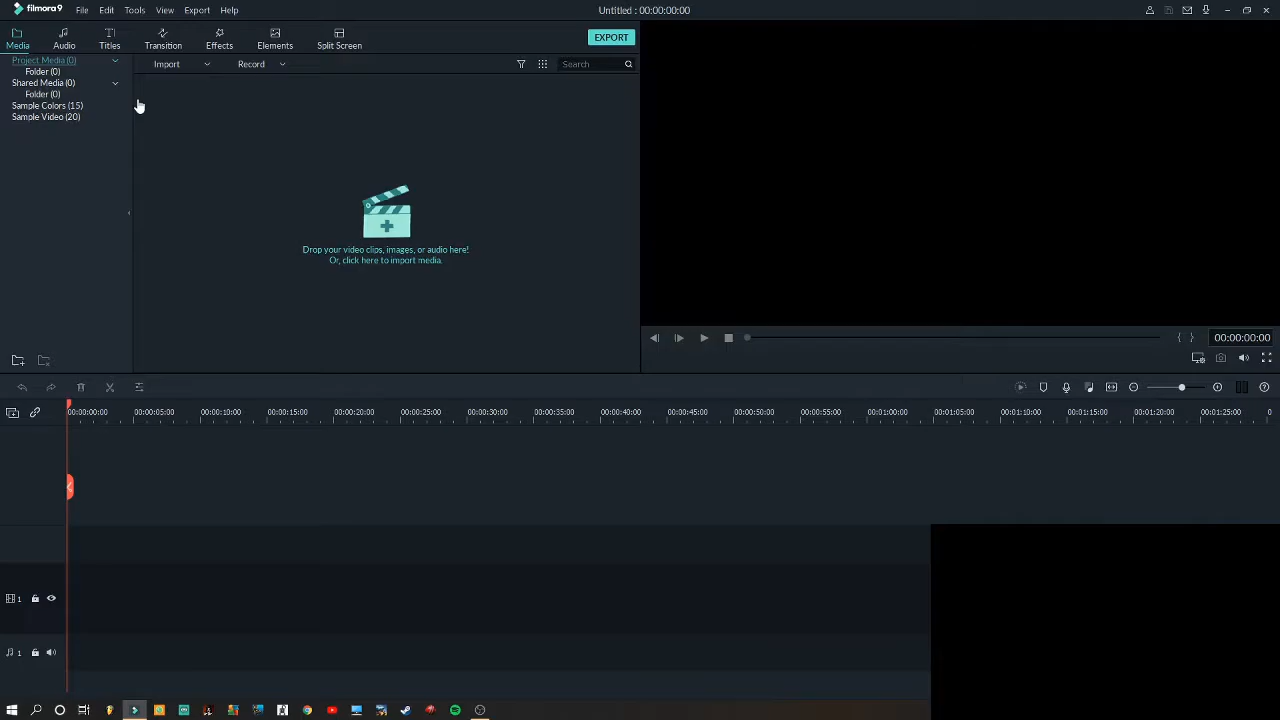 filmora9 File Edit Tools View Export Help Untitled : 00:00:00:00
Media Audio Titles Transition Effects Elements Split Screen EXPORT
Project Media (0)
Folder (0)
Shared Media (0)
Folder (0)
Sample Colors (15)
Sample Video (20)
Import Record Search
Drop your video clips, images, or audio here!
Or, click here to import media.
00:00:00:00
00:00:00:00 00:00:05:00 00:00:10:00 00:00:15:00 00:00:20:00 00:00:25:00 00:00:30:00 00:00:35:00 00:00:40:00 00:00:45:00 00:00:50:00 00:00:55:00 00:01:00:00 00:01:05:00 00:01:10:00 00:01:15:00 00:01:20:00 00:01:25:00 0
1
1